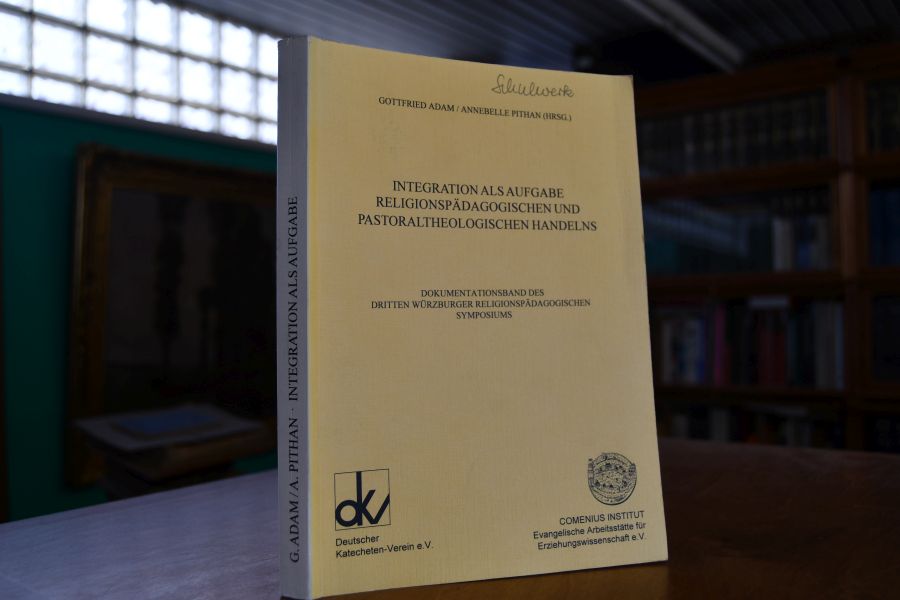 G. ADAM / A. PITHAN · INTEGRATION ALS AUFGABE
Schulwerk
GOTTFRIED ADAM / ANNEBELLE PITHAN (HRSG.)
INTEGRATION ALS AUFGABE
RELIGIONSPÄDAGOGISCHEN UND
PASTORALTHEOLOGISCHEN HANDELNS
DOKUMENTATIONSBAND DES
DRITTEN WÜRZBURGER RELIGIONSPÄDAGOGISCHEN
SYMPOSIUMS
dkv
Deutscher
Katecheten-Verein e.V.
COMENIUS INSTITUT
Evangelische Arbeitsstätte für
Erziehungswissenschaft e.V.